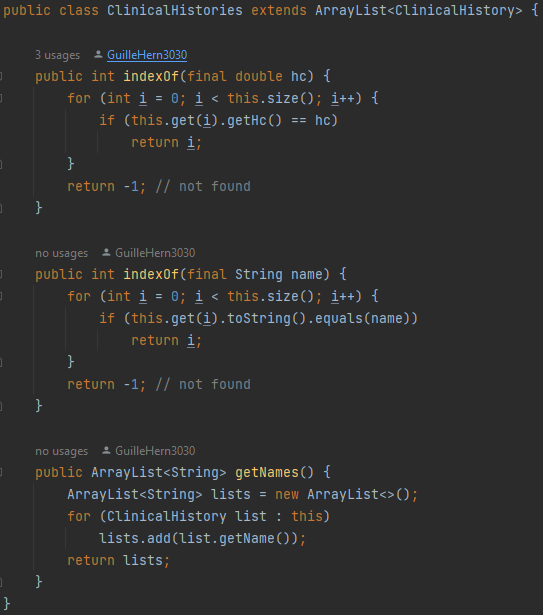 public class ClinicalHistories extends ArrayList<ClinicalHistory> {
3 usages GuilleHern3030
public int indexOf(final double hc) {
for (int i = 0; i < this.size(); i++) {
if (this.get(i).getHc() == hc)
return i;
}
return -1; // not found
}
no usages GuilleHern3030
public int indexOf(final String name) {
for (int i = 0; i < this.size(); i++) {
if (this.get(i).toString().equals(name))
return i;
}
return -1; // not found
}
no usages GuilleHern3030
public ArrayList<String> getNames() {
ArrayList<String> lists = new ArrayList<>();
for (ClinicalHistory list : this)
lists.add(list.getName());
return lists;
}
}